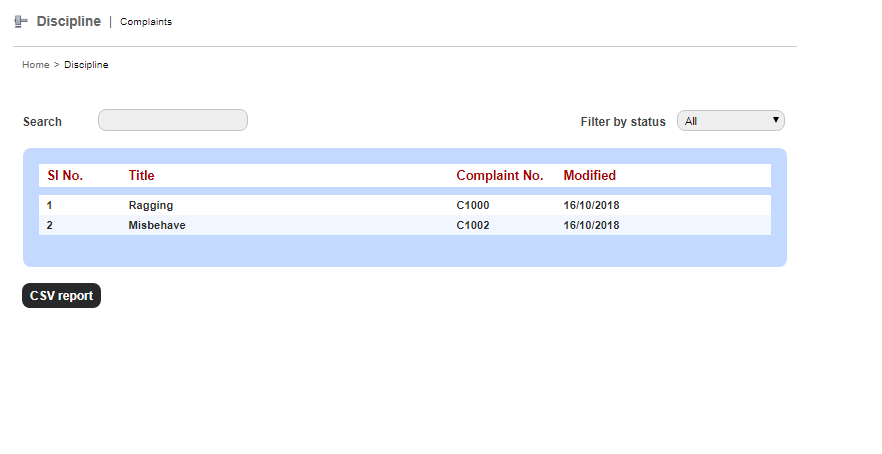 Discipline | Complaints
Home > Discipline
Search Filter by status All
Sl No. Title Complaint No. Modified
1 Ragging C1000 16/10/2018
2 Misbehave C1002 16/10/2018
CSV report